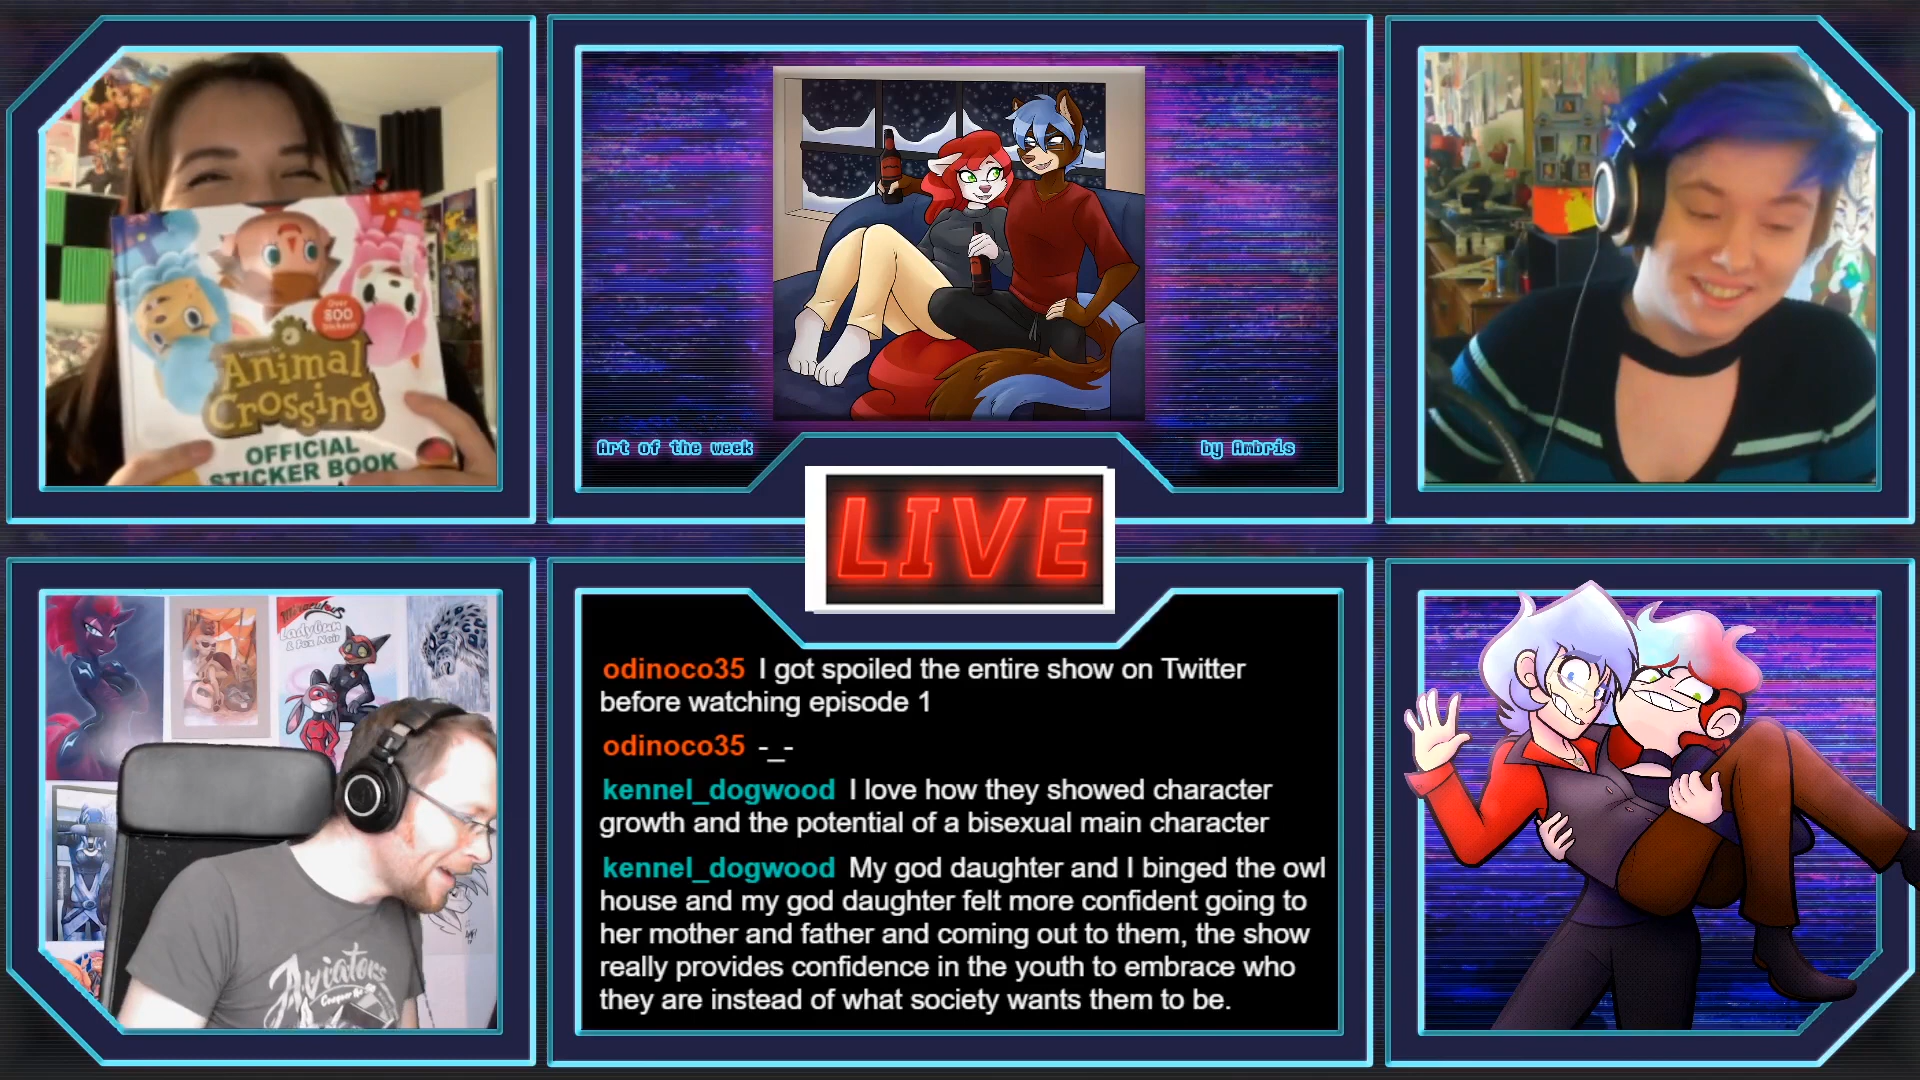 Over
800
Stickers!
Animal
Crossing
OFFICIAL
STICKER BOOK
Art of the week
by Ambris
LIVE
Miraculous
LadyBun
& Fox Noir
Aviators
odinoco35 I got spoiled the entire show on Twitter
before watching episode 1
odinoco35 -_-
kennel_dogwood I love how they showed character
growth and the potential of a bisexual main character
kennel_dogwood My god daughter and I binged the owl
house and my god daughter felt more confident going to
her mother and father and coming out to them, the show
really provides confidence in the youth to embrace who
they are instead of what society wants them to be.